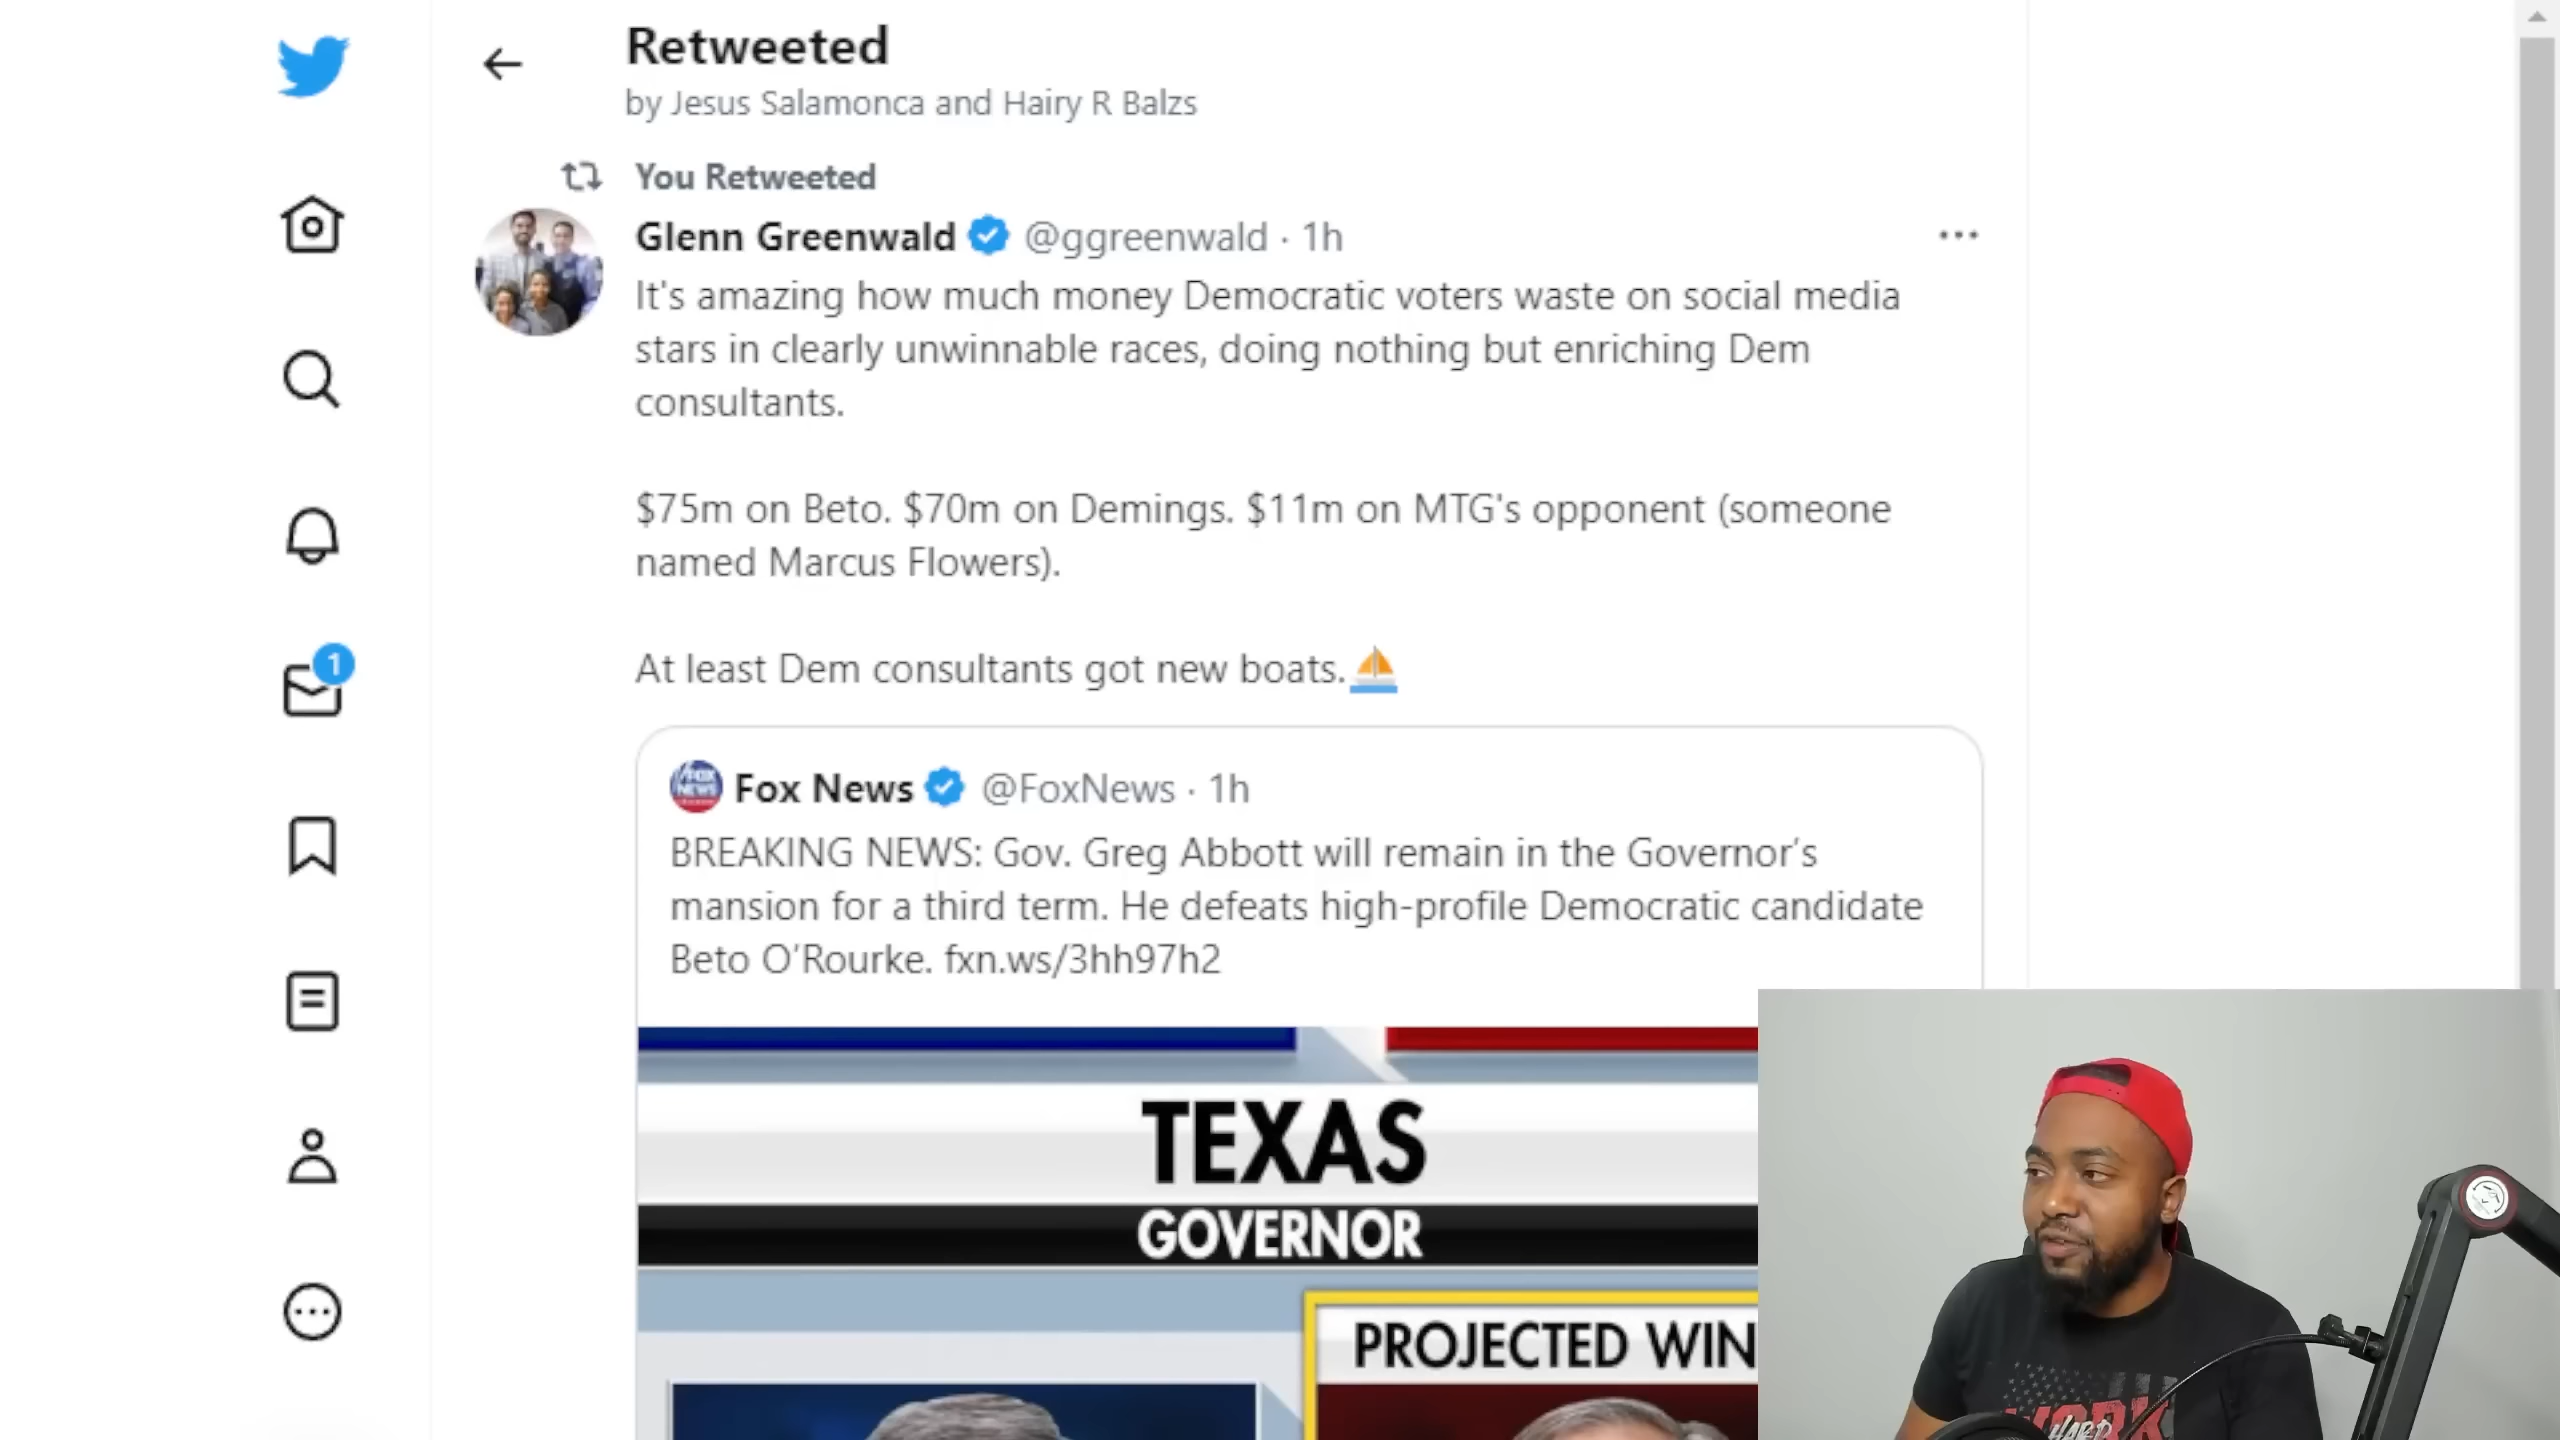 Retweeted
by Jesus Salamonca and Hairy R Balzs
You Retweeted
Glenn Greenwald @ggreenwald · 1h
It's amazing how much money Democratic voters waste on social media
stars in clearly unwinnable races, doing nothing but enriching Dem
consultants.
$75m on Beto. $70m on Demings. $11m on MTG's opponent (someone
named Marcus Flowers).
At least Dem consultants got new boats.
1
FOX
NEWS
Fox News @FoxNews · 1h
BREAKING NEWS: Gov. Greg Abbott will remain in the Governor's
mansion for a third term. He defeats high-profile Democratic candidate
Beto O'Rourke. fxn.ws/3hh97h2
TEXAS
GOVERNOR
PROJECTED WIN
WORK
HARD